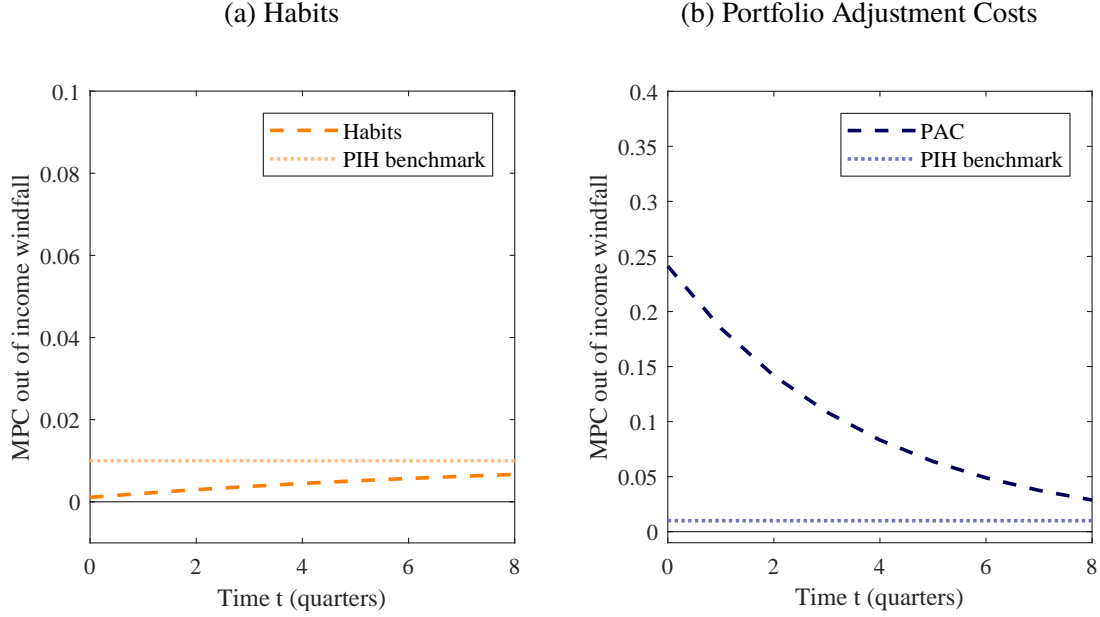 (a) Habits
MPC out of income windfall
0.1
0.08
0.06
0.04
0.02
0
Habits
PIH benchmark
0
2
4
6
8
Time t (quarters)
(b) Portfolio Adjustment Costs
MPC out of income windfall
0.4
0.35
0.3
0.25
0.2
0.15
0.1
0.05
0
PAC
PIH benchmark
0
2
4
6
8
Time t (quarters)